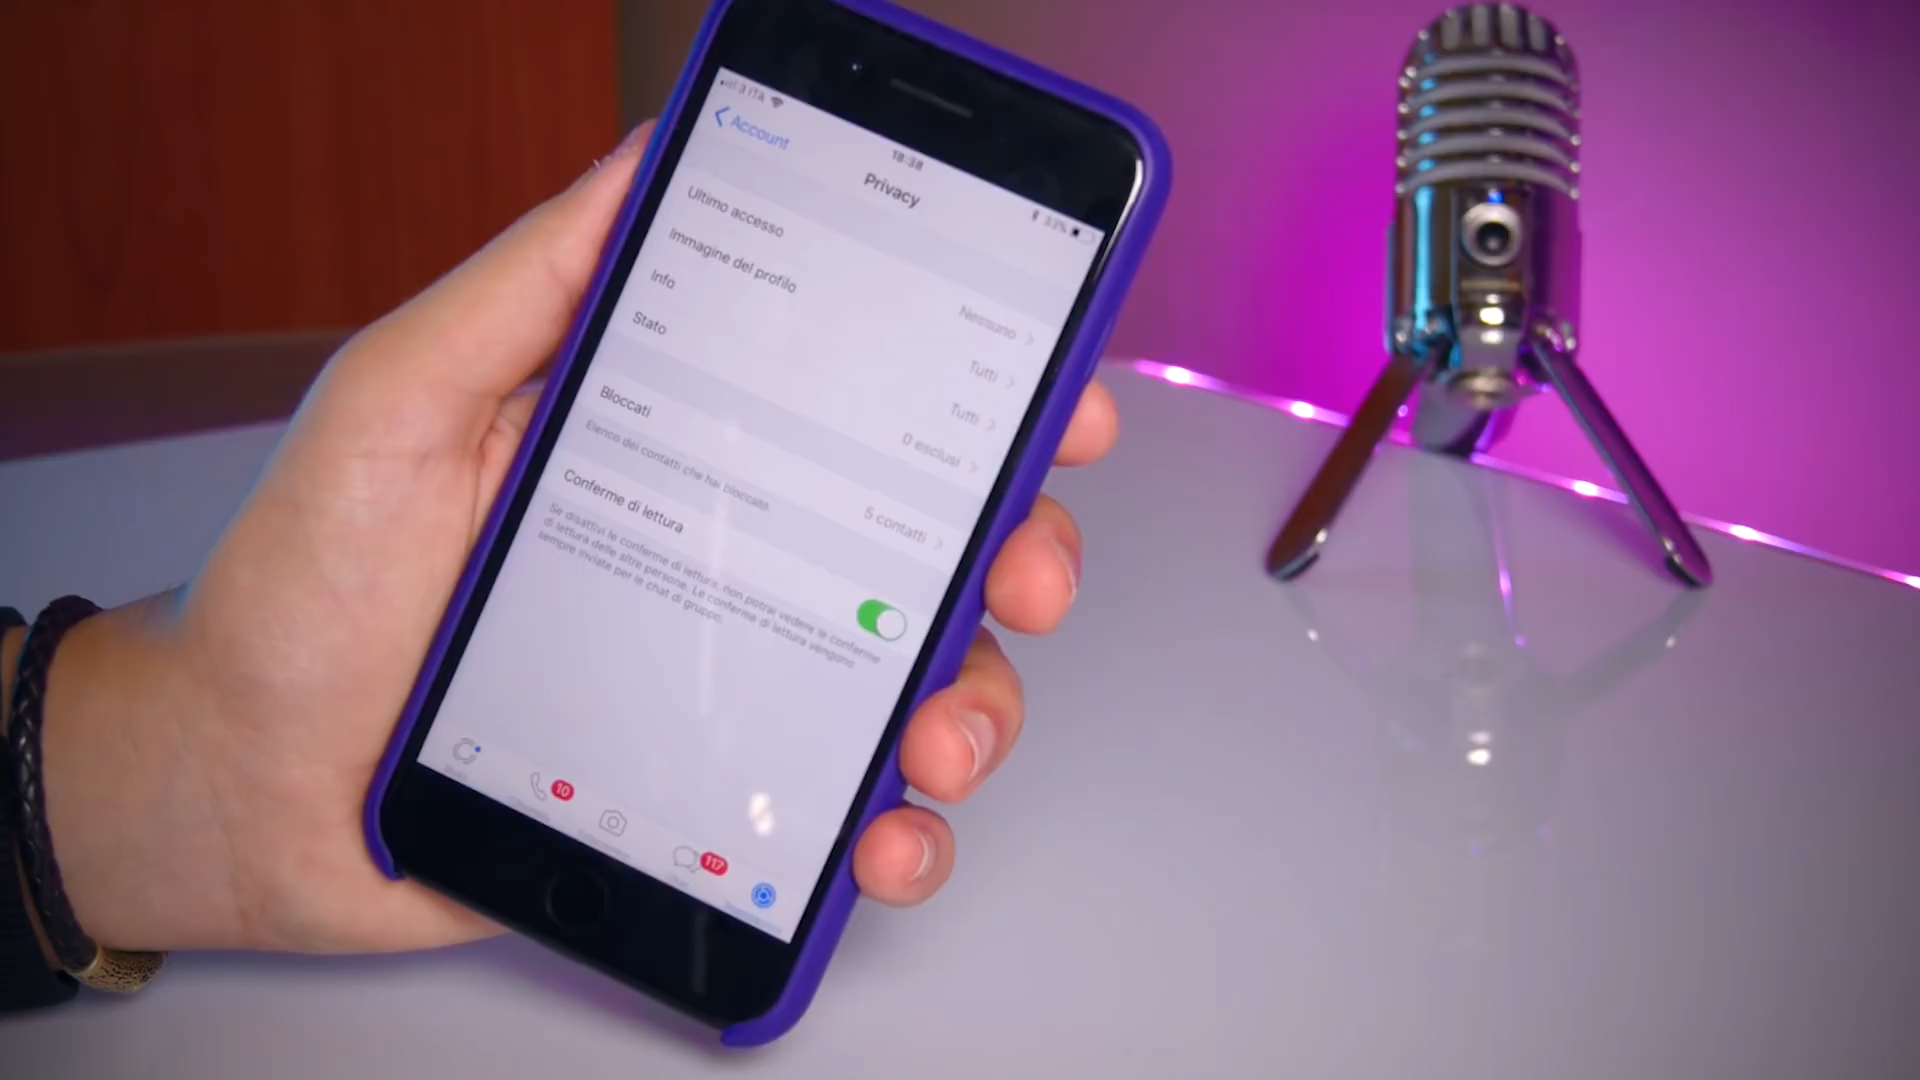 3 ITA
18:38
33%
Account
Privacy
Ultimo accesso
Nessuno
Immagine del profilo
Tutti
Info
Tutti
Stato
0 esclusi
Bloccati
5 contatti
Elenco dei contatti che hai bloccato.
Conferme di lettura
Se disattivi le conferme di lettura, non potrai vedere le conferme
di lettura delle altre persone. Le conferme di lettura vengono
sempre inviate per le chat di gruppo.
10
117